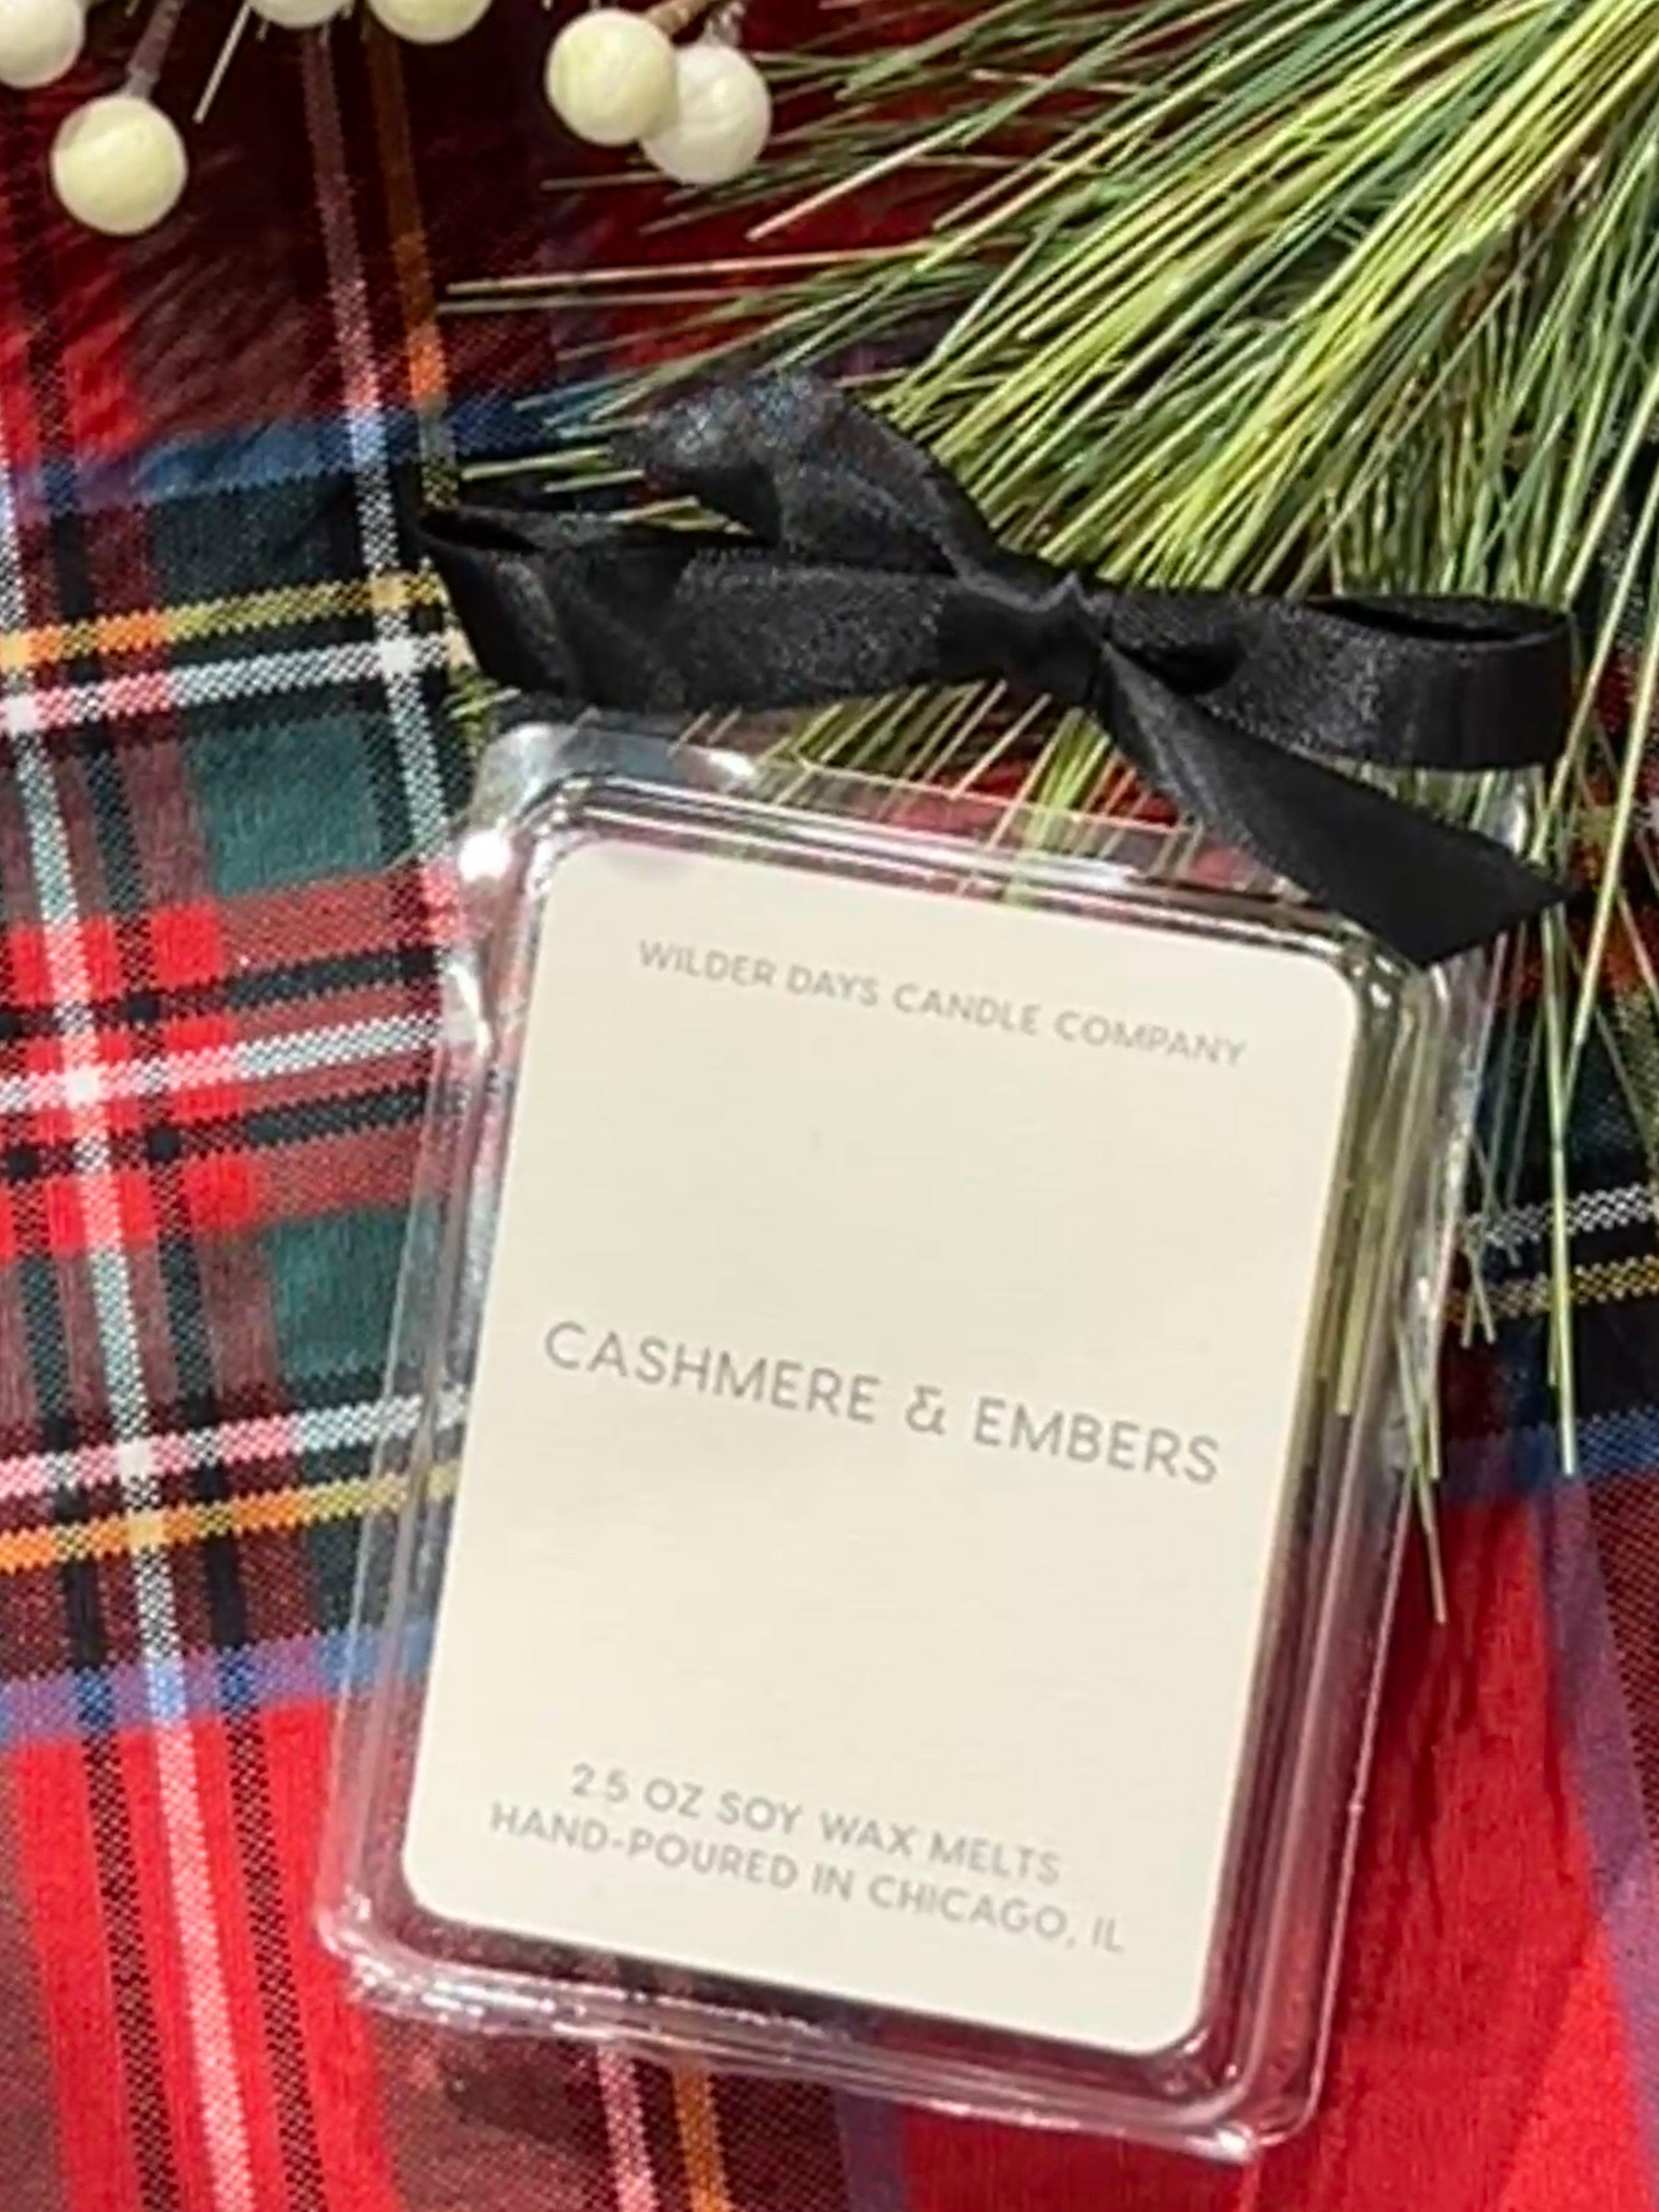 WILDER DAYS CANDLE COMPANY
CASHMERE & EMBERS
2.5 OZ SOY WAX MELTS
HAND-POURED IN CHICAGO, IL